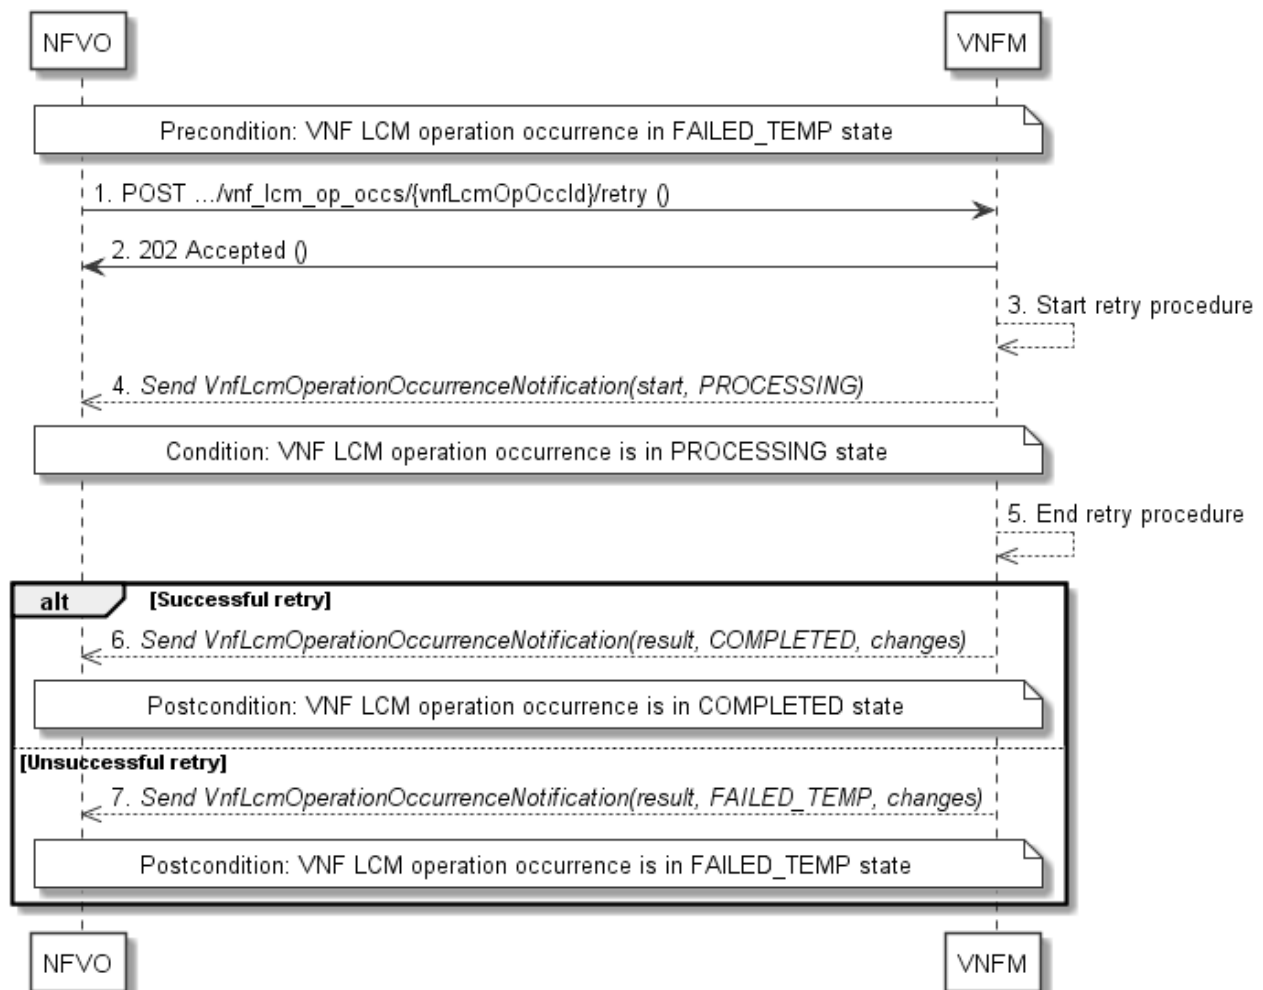 NFVO
VNFM
Precondition: VNF LCM operation occurrence in FAILED_TEMP state
1. POST .../vnf_lcm_op_occs/{vnfLcmOpOccId}/retry ()
2. 202 Accepted ()
3. Start retry procedure
4. Send VnfLcmOperationOccurrenceNotification(start, PROCESSING)
Condition: VNF LCM operation occurrence is in PROCESSING state
5. End retry procedure
alt [Successful retry]
6. Send VnfLcmOperationOccurrenceNotification(result, COMPLETED, changes)
Postcondition: VNF LCM operation occurrence is in COMPLETED state
[Unsuccessful retry]
7. Send VnfLcmOperationOccurrenceNotification(result, FAILED_TEMP, changes)
Postcondition: VNF LCM operation occurrence is in FAILED_TEMP state
NFVO
VNFM